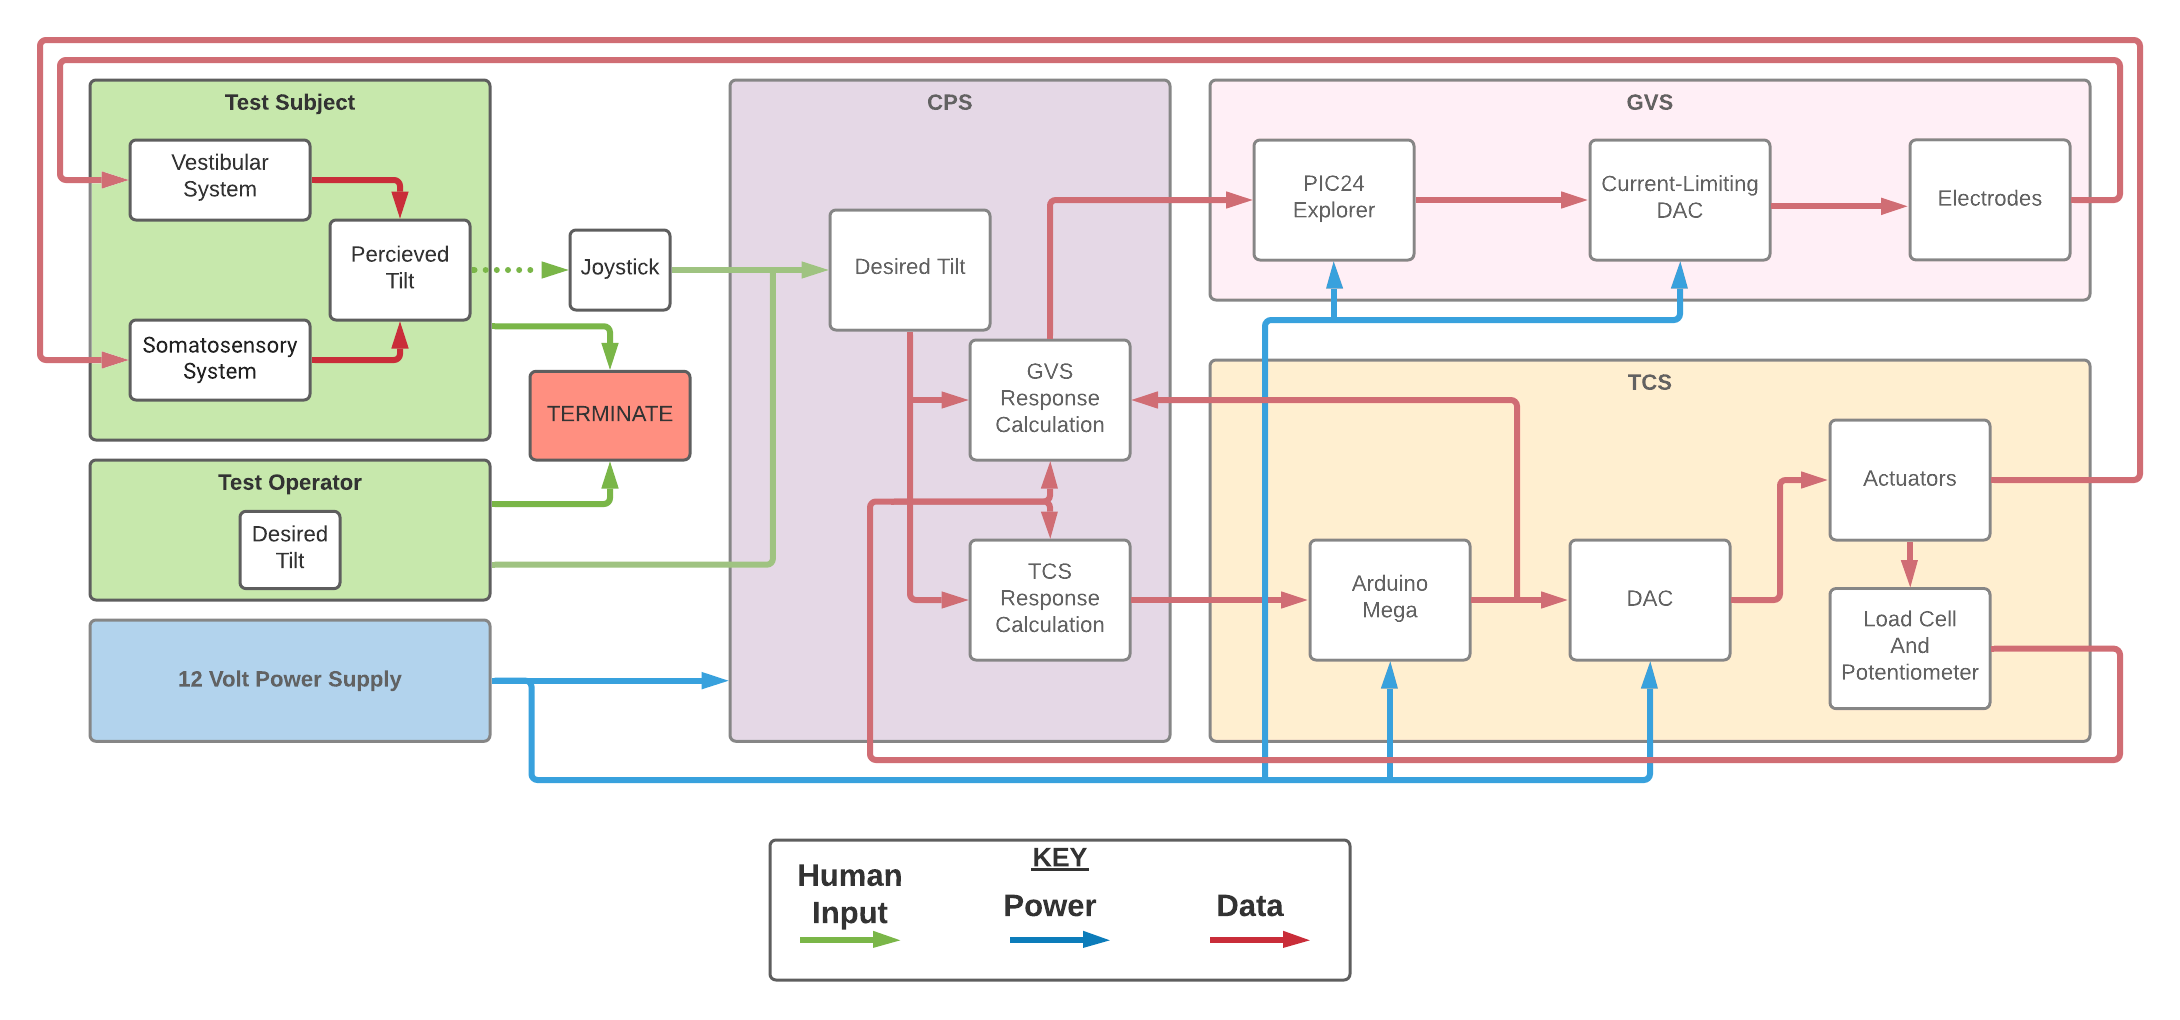 Test Subject
Vestibular
System
Percieved
Tilt
Somatosensory
System
Joystick
TERMINATE
Test Operator
Desired
Tilt
12 Volt Power Supply
CPS
Desired Tilt
GVS
Response
Calculation
TCS
Response
Calculation
GVS
PIC24
Explorer
Current-Limiting
DAC
Electrodes
TCS
Arduino
Mega
DAC
Actuators
Load Cell
And
Potentiometer
KEY
Human
Input
Power
Data